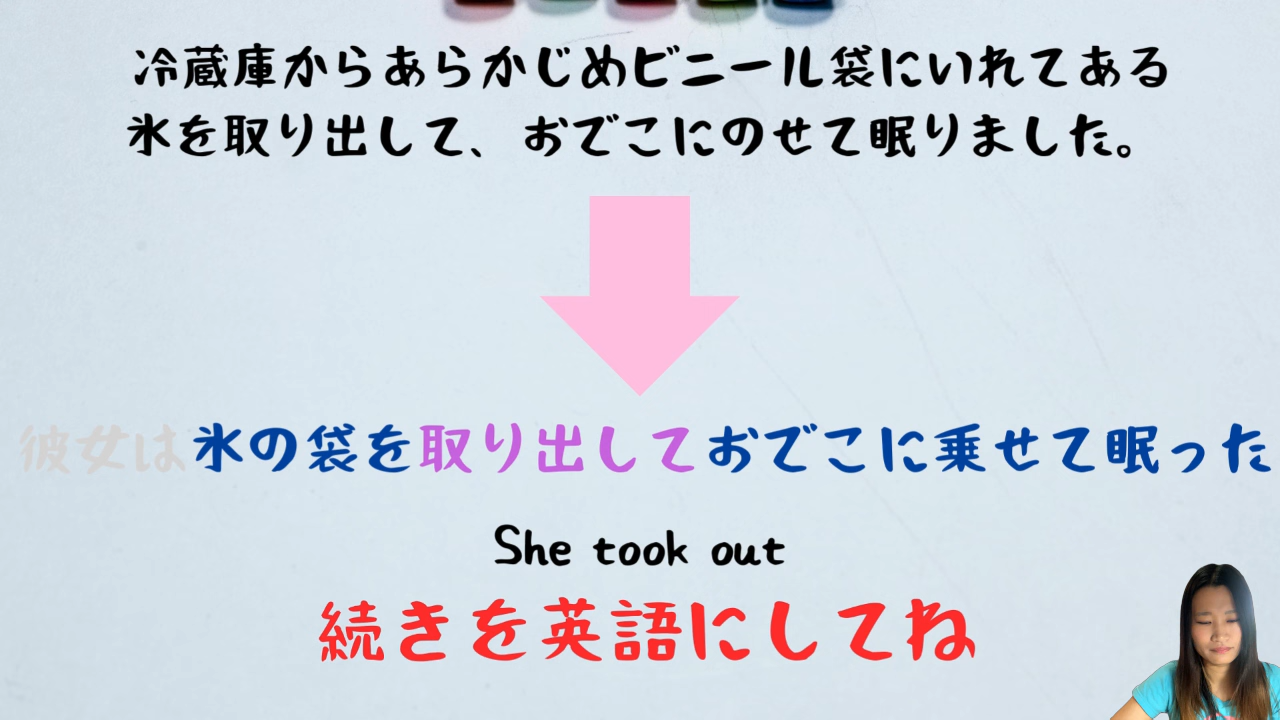 冷蔵庫からあらかじめビニール袋にいれてある
氷を取り出して、おでこにのせて眠りました。
彼女は氷の袋を取り出しておでこに乗せて眠った
She took out
続きを英語にしてね